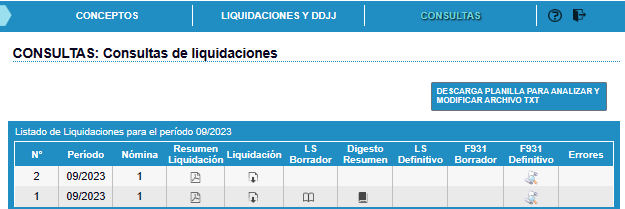 CONCEPTOS LIQUIDACIONES Y DDJJ CONSULTAS
CONSULTAS: Consultas de liquidaciones
DESCARGA PLANILLA PARA ANALIZAR Y
MODIFICAR ARCHIVO TXT
Listado de Liquidaciones para el período 09/2023
Nº Período Nómina Resumen Liquidación Liquidación LS Borrador Digesto Resumen LS Definitivo F931 Borrador F931 Definitivo Errores
2 09/2023 1
1 09/2023 1